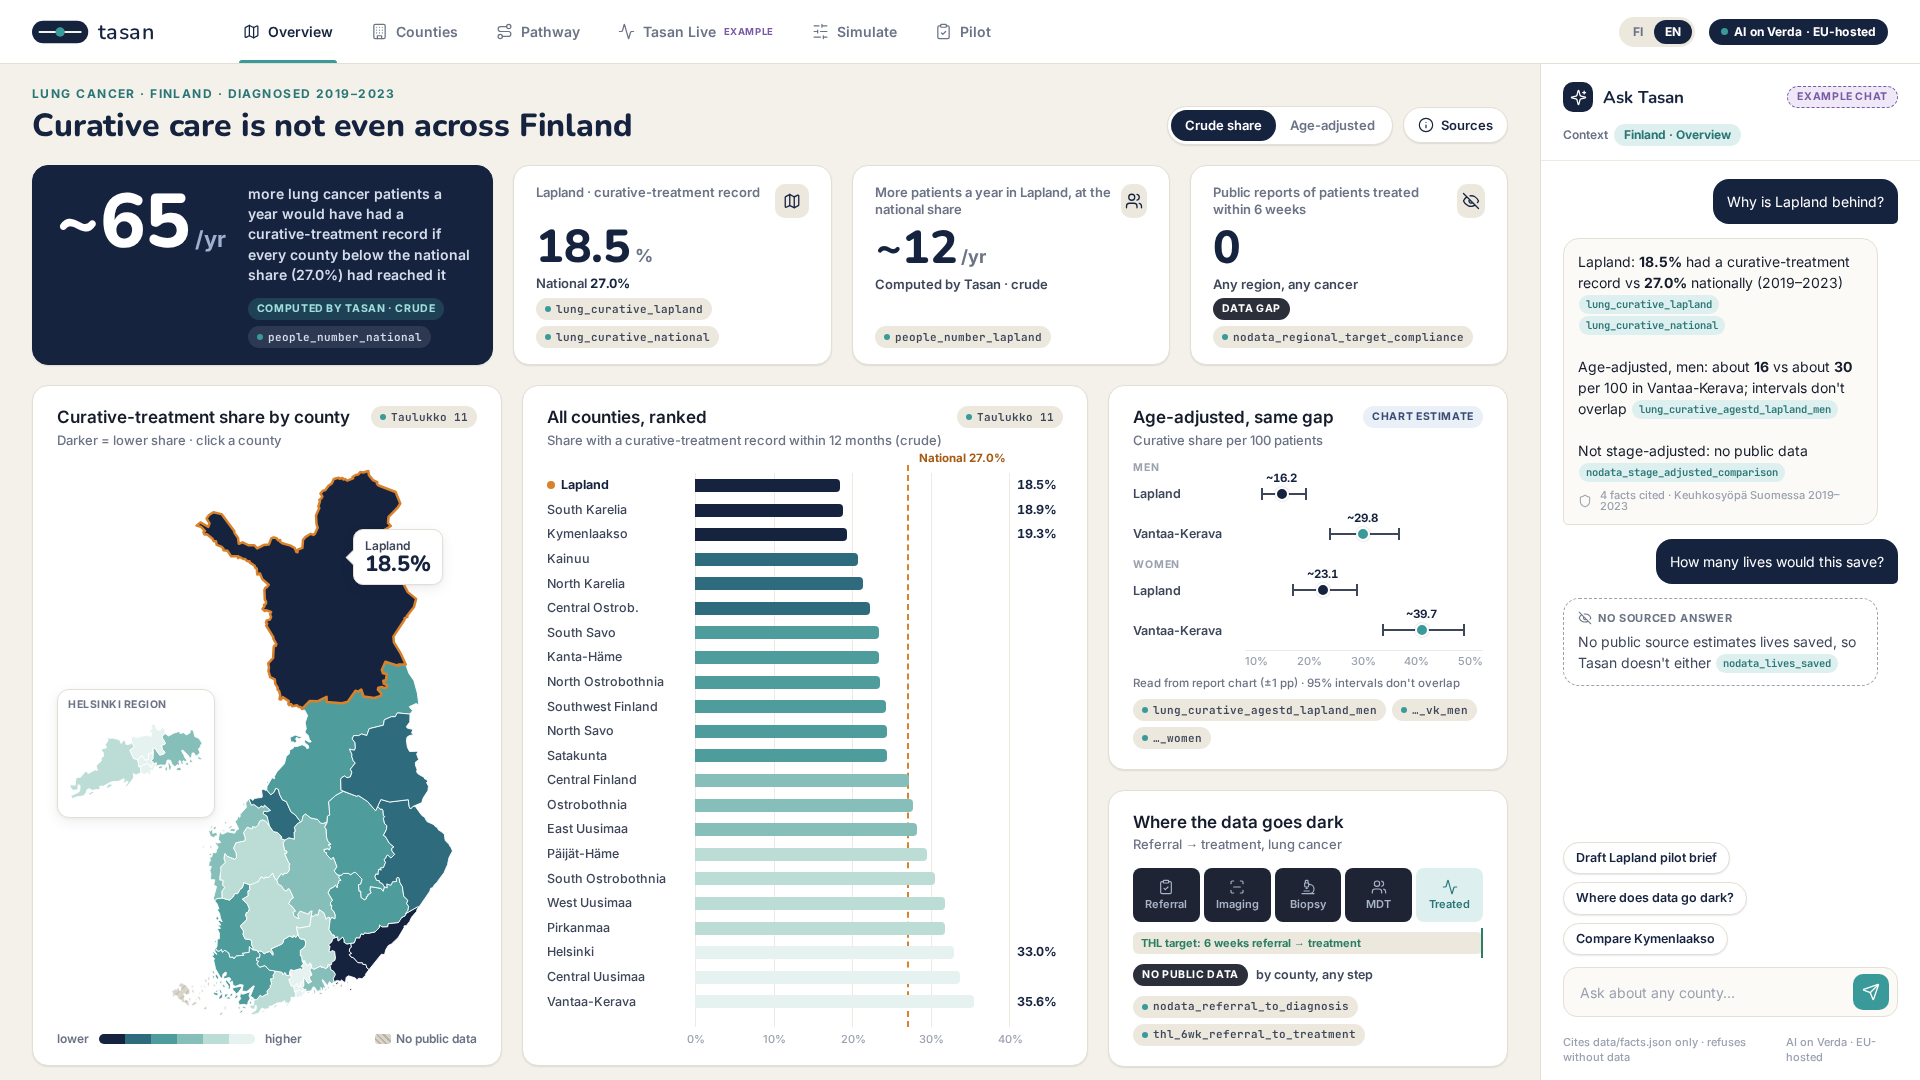 tasan
Overview
Counties
Pathway
Tasan Live EXAMPLE
Simulate
Pilot
FI EN
AI on Verda · EU-hosted
LUNG CANCER · FINLAND · DIAGNOSED 2019–2023
Curative care is not even across Finland
Crude share
Age-adjusted
Sources
~65 /yr
more lung cancer patients a
year would have had a
curative-treatment record if
every county below the national
share (27.0%) had reached it
COMPUTED BY TASAN · CRUDE
people_number_national
Lapland · curative-treatment record
18.5 %
National 27.0%
lung_curative_lapland
lung_curative_national
More patients a year in Lapland, at the
national share
~12 /yr
Computed by Tasan · crude
people_number_lapland
Public reports of patients treated
within 6 weeks
0
Any region, any cancer
DATA GAP
nodata_regional_target_compliance
Curative-treatment share by county
Taulukko 11
Darker = lower share · click a county
Lapland
18.5%
HELSINKI REGION
lower
higher
No public data
All counties, ranked
Taulukko 11
Share with a curative-treatment record within 12 months (crude)
National 27.0%
Lapland 18.5%
South Karelia 18.9%
Kymenlaakso 19.3%
Kainuu
North Karelia
Central Ostrob.
South Savo
Kanta-Häme
North Ostrobothnia
Southwest Finland
North Savo
Satakunta
Central Finland
Ostrobothnia
East Uusimaa
Päijät-Häme
South Ostrobothnia
West Uusimaa
Pirkanmaa
Helsinki 33.0%
Central Uusimaa
Vantaa-Kerava 35.6%
0% 10% 20% 30% 40%
Age-adjusted, same gap
CHART ESTIMATE
Curative share per 100 patients
MEN
~16.2
Lapland
~29.8
Vantaa-Kerava
WOMEN
~23.1
Lapland
~39.7
Vantaa-Kerava
10% 20% 30% 40% 50%
Read from report chart (±1 pp) · 95% intervals don't overlap
lung_curative_agestd_lapland_men
…_vk_men
…_women
Where the data goes dark
Referral → treatment, lung cancer
Referral
Imaging
Biopsy
MDT
Treated
THL target: 6 weeks referral → treatment
NO PUBLIC DATA by county, any step
nodata_referral_to_diagnosis
thl_6wk_referral_to_treatment
Ask Tasan
EXAMPLE CHAT
Context Finland · Overview
Why is Lapland behind?
Lapland: 18.5% had a curative-treatment
record vs 27.0% nationally (2019–2023)
lung_curative_lapland
lung_curative_national
Age-adjusted, men: about 16 vs about 30
per 100 in Vantaa-Kerava; intervals don't
overlap lung_curative_agestd_lapland_men
Not stage-adjusted: no public data
nodata_stage_adjusted_comparison
4 facts cited · Keuhkosyöpä Suomessa 2019–
2023
How many lives would this save?
NO SOURCED ANSWER
No public source estimates lives saved, so
Tasan doesn't either nodata_lives_saved
Draft Lapland pilot brief
Where does data go dark?
Compare Kymenlaakso
Ask about any county...
Cites data/facts.json only · refuses
without data
AI on Verda · EU-
hosted